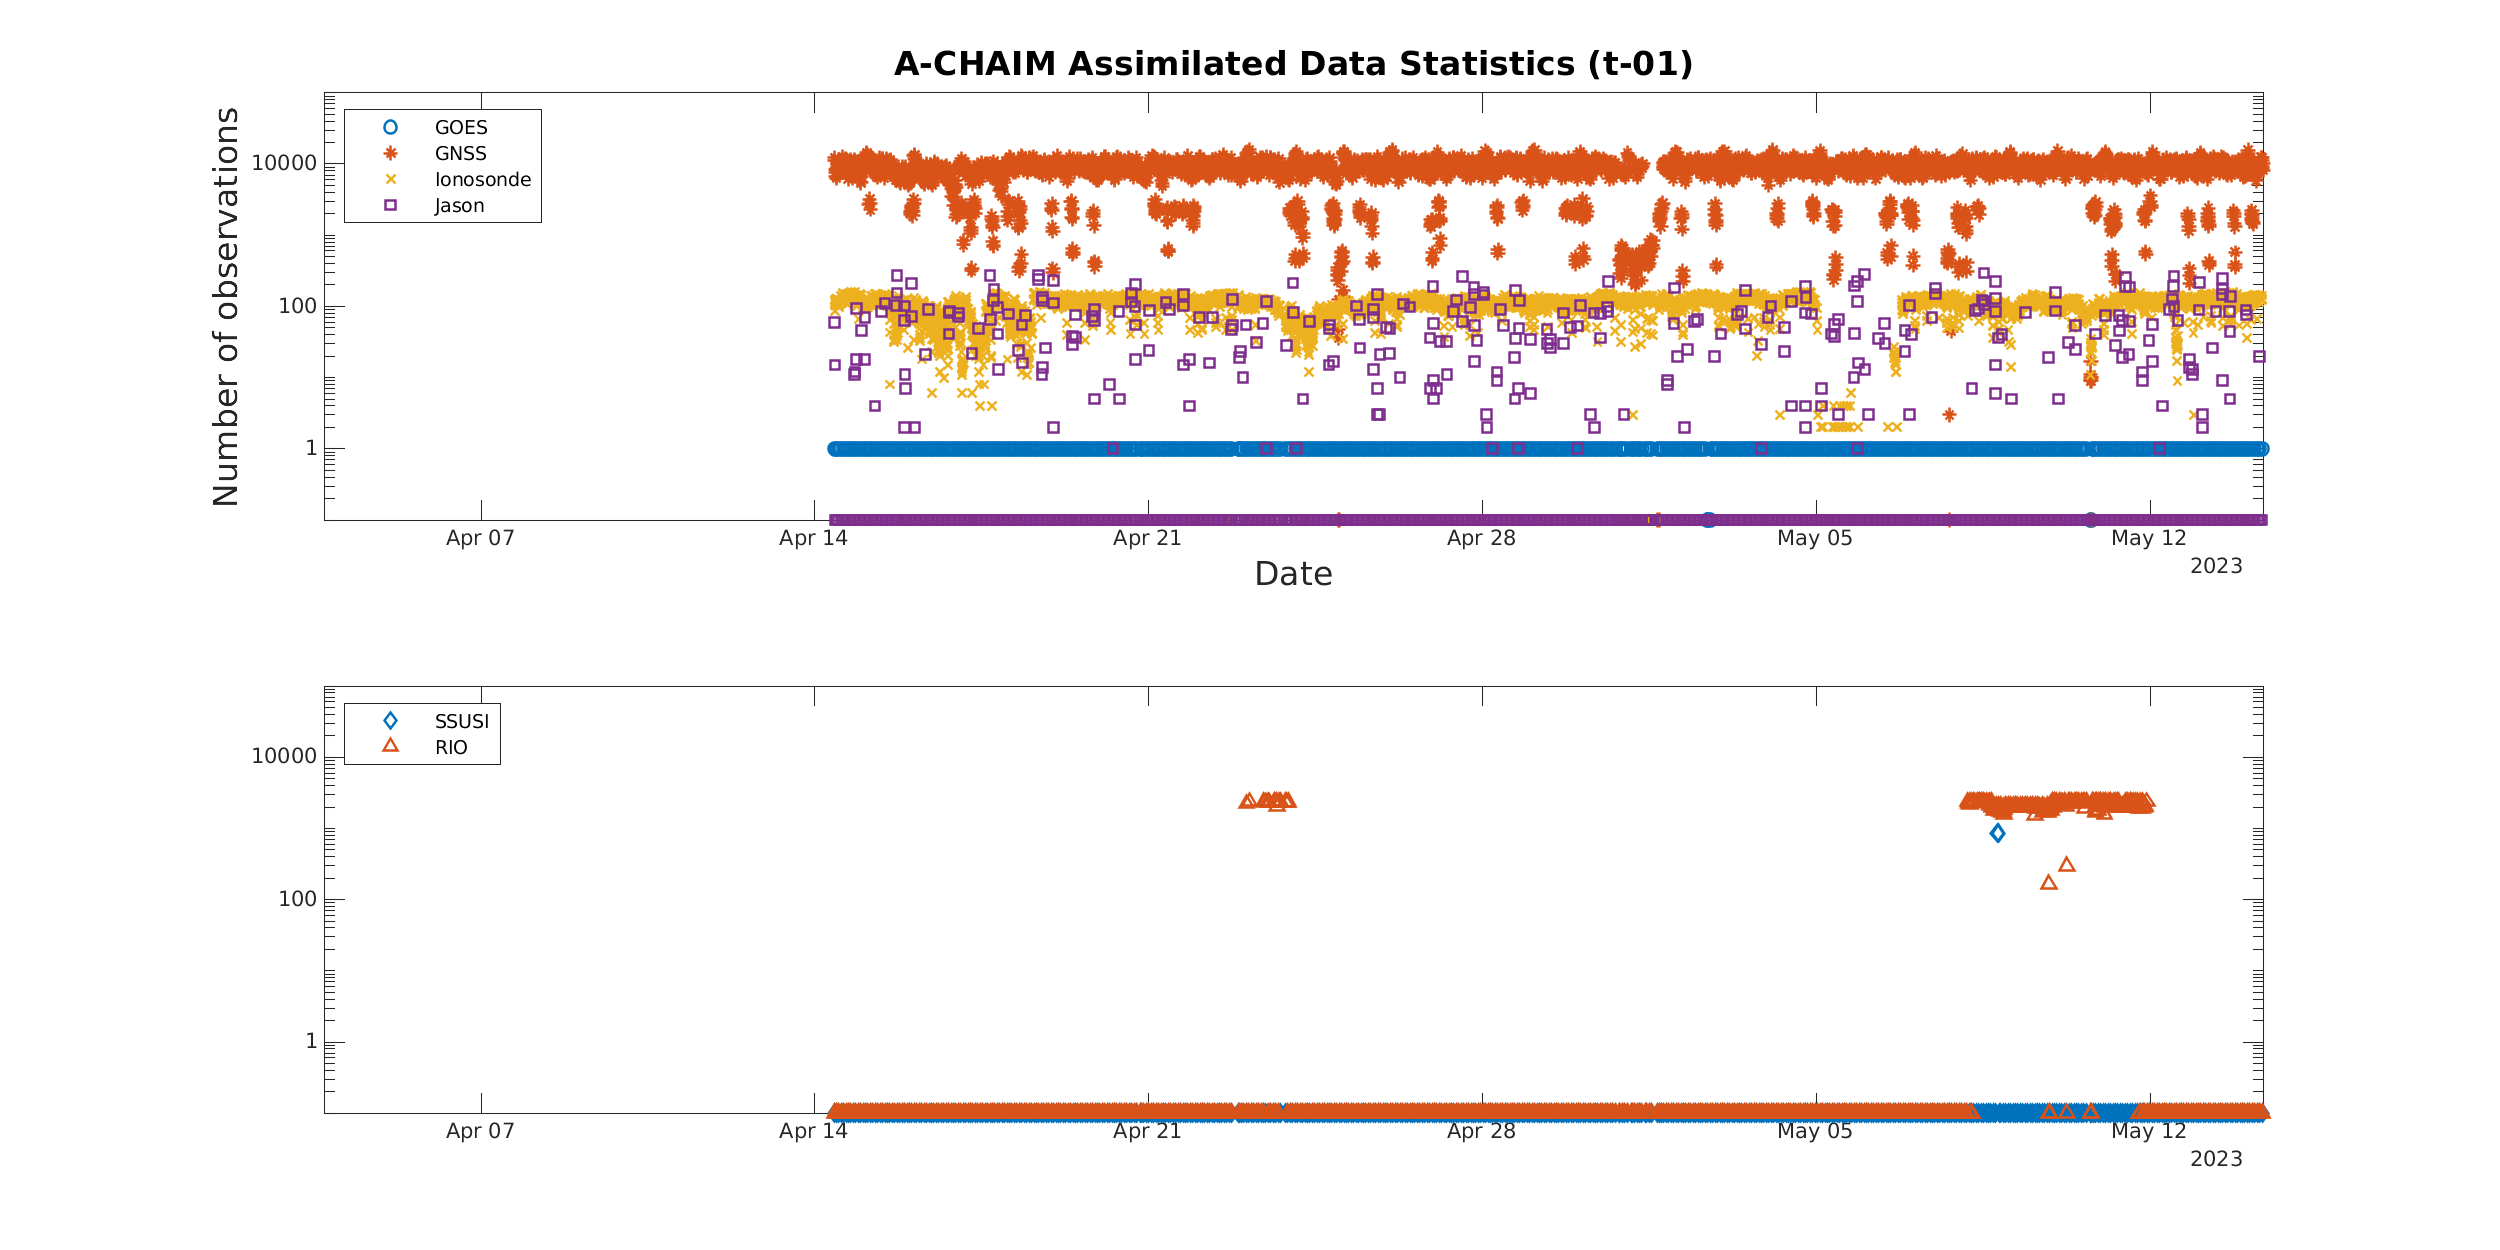 A-CHAIM Assimilated Data Statistics (t-01)
Number of observations
10000
100
1
GOES
GNSS
Ionosonde
Jason
Apr 07
Apr 14
Apr 21
Apr 28
May 05
May 12
2023
Date
10000
100
1
SSUSI
RIO
Apr 07
Apr 14
Apr 21
Apr 28
May 05
May 12
2023